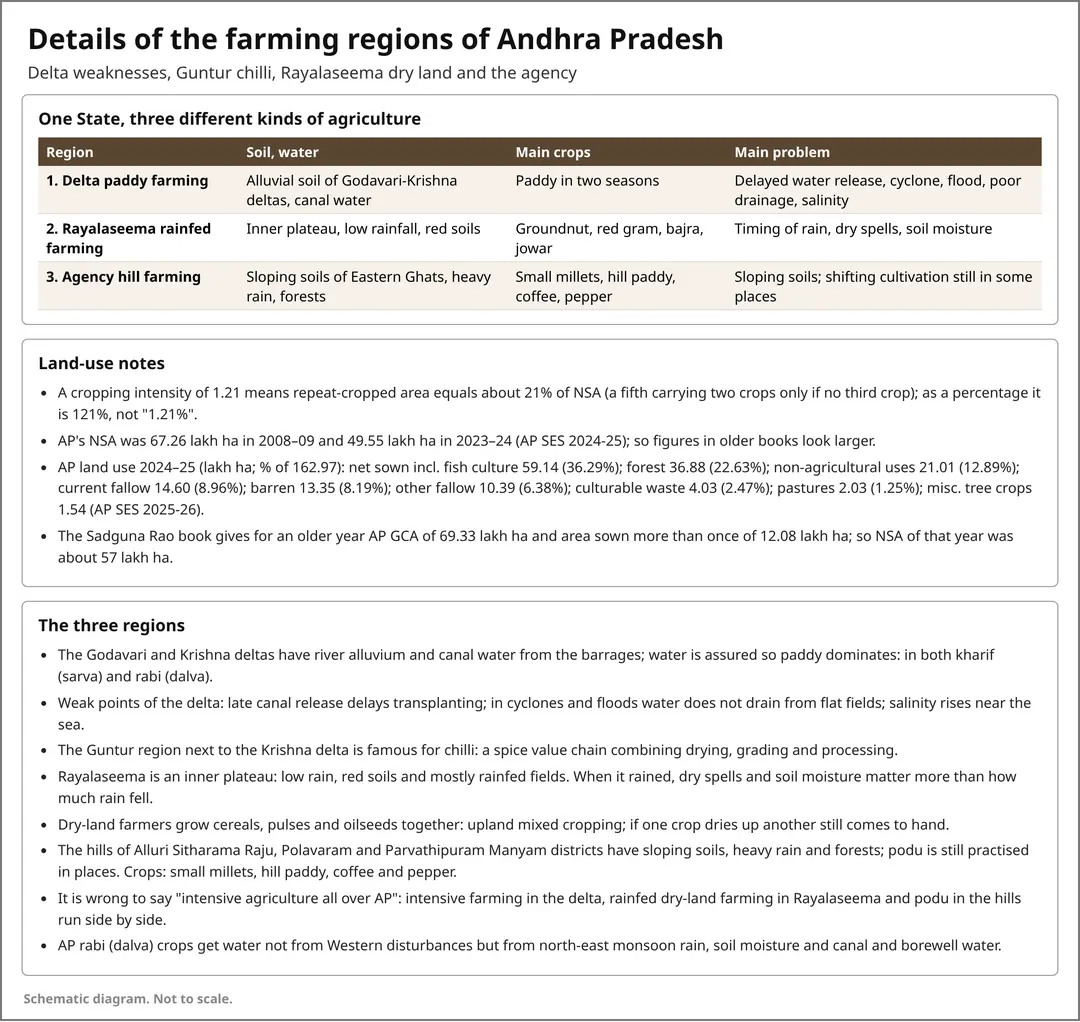 Details of the farming regions of Andhra Pradesh
Delta weaknesses, Guntur chilli, Rayalaseema dry land and the agency
One State, three different kinds of agriculture
Region Soil, water Main crops Main problem
1. Delta paddy farming Alluvial soil of Godavari-Krishna deltas, canal water Paddy in two seasons Delayed water release, cyclone, flood, poor drainage, salinity
2. Rayalaseema rainfed farming Inner plateau, low rainfall, red soils Groundnut, red gram, bajra, jowar Timing of rain, dry spells, soil moisture
3. Agency hill farming Sloping soils of Eastern Ghats, heavy rain, forests Small millets, hill paddy, coffee, pepper Sloping soils; shifting cultivation still in some places
Land-use notes
• A cropping intensity of 1.21 means repeat-cropped area equals about 21% of NSA (a fifth carrying two crops only if no third crop); as a percentage it
is 121%, not "1.21%".
• AP's NSA was 67.26 lakh ha in 2008–09 and 49.55 lakh ha in 2023–24 (AP SES 2024-25); so figures in older books look larger.
• AP land use 2024–25 (lakh ha; % of 162.97): net sown incl. fish culture 59.14 (36.29%); forest 36.88 (22.63%); non-agricultural uses 21.01 (12.89%);
current fallow 14.60 (8.96%); barren 13.35 (8.19%); other fallow 10.39 (6.38%); culturable waste 4.03 (2.47%); pastures 2.03 (1.25%); misc. tree crops
1.54 (AP SES 2025-26).
• The Sadguna Rao book gives for an older year AP GCA of 69.33 lakh ha and area sown more than once of 12.08 lakh ha; so NSA of that year was
about 57 lakh ha.
The three regions
• The Godavari and Krishna deltas have river alluvium and canal water from the barrages; water is assured so paddy dominates: in both kharif
(sarva) and rabi (dalva).
• Weak points of the delta: late canal release delays transplanting; in cyclones and floods water does not drain from flat fields; salinity rises near the
sea.
• The Guntur region next to the Krishna delta is famous for chilli: a spice value chain combining drying, grading and processing.
• Rayalaseema is an inner plateau: low rain, red soils and mostly rainfed fields. When it rained, dry spells and soil moisture matter more than how
much rain fell.
• Dry-land farmers grow cereals, pulses and oilseeds together: upland mixed cropping; if one crop dries up another still comes to hand.
• The hills of Alluri Sitharama Raju, Polavaram and Parvathipuram Manyam districts have sloping soils, heavy rain and forests; podu is still practised
in places. Crops: small millets, hill paddy, coffee and pepper.
• It is wrong to say "intensive agriculture all over AP": intensive farming in the delta, rainfed dry-land farming in Rayalaseema and podu in the hills
run side by side.
• AP rabi (dalva) crops get water not from Western disturbances but from north-east monsoon rain, soil moisture and canal and borewell water.
Schematic diagram. Not to scale.